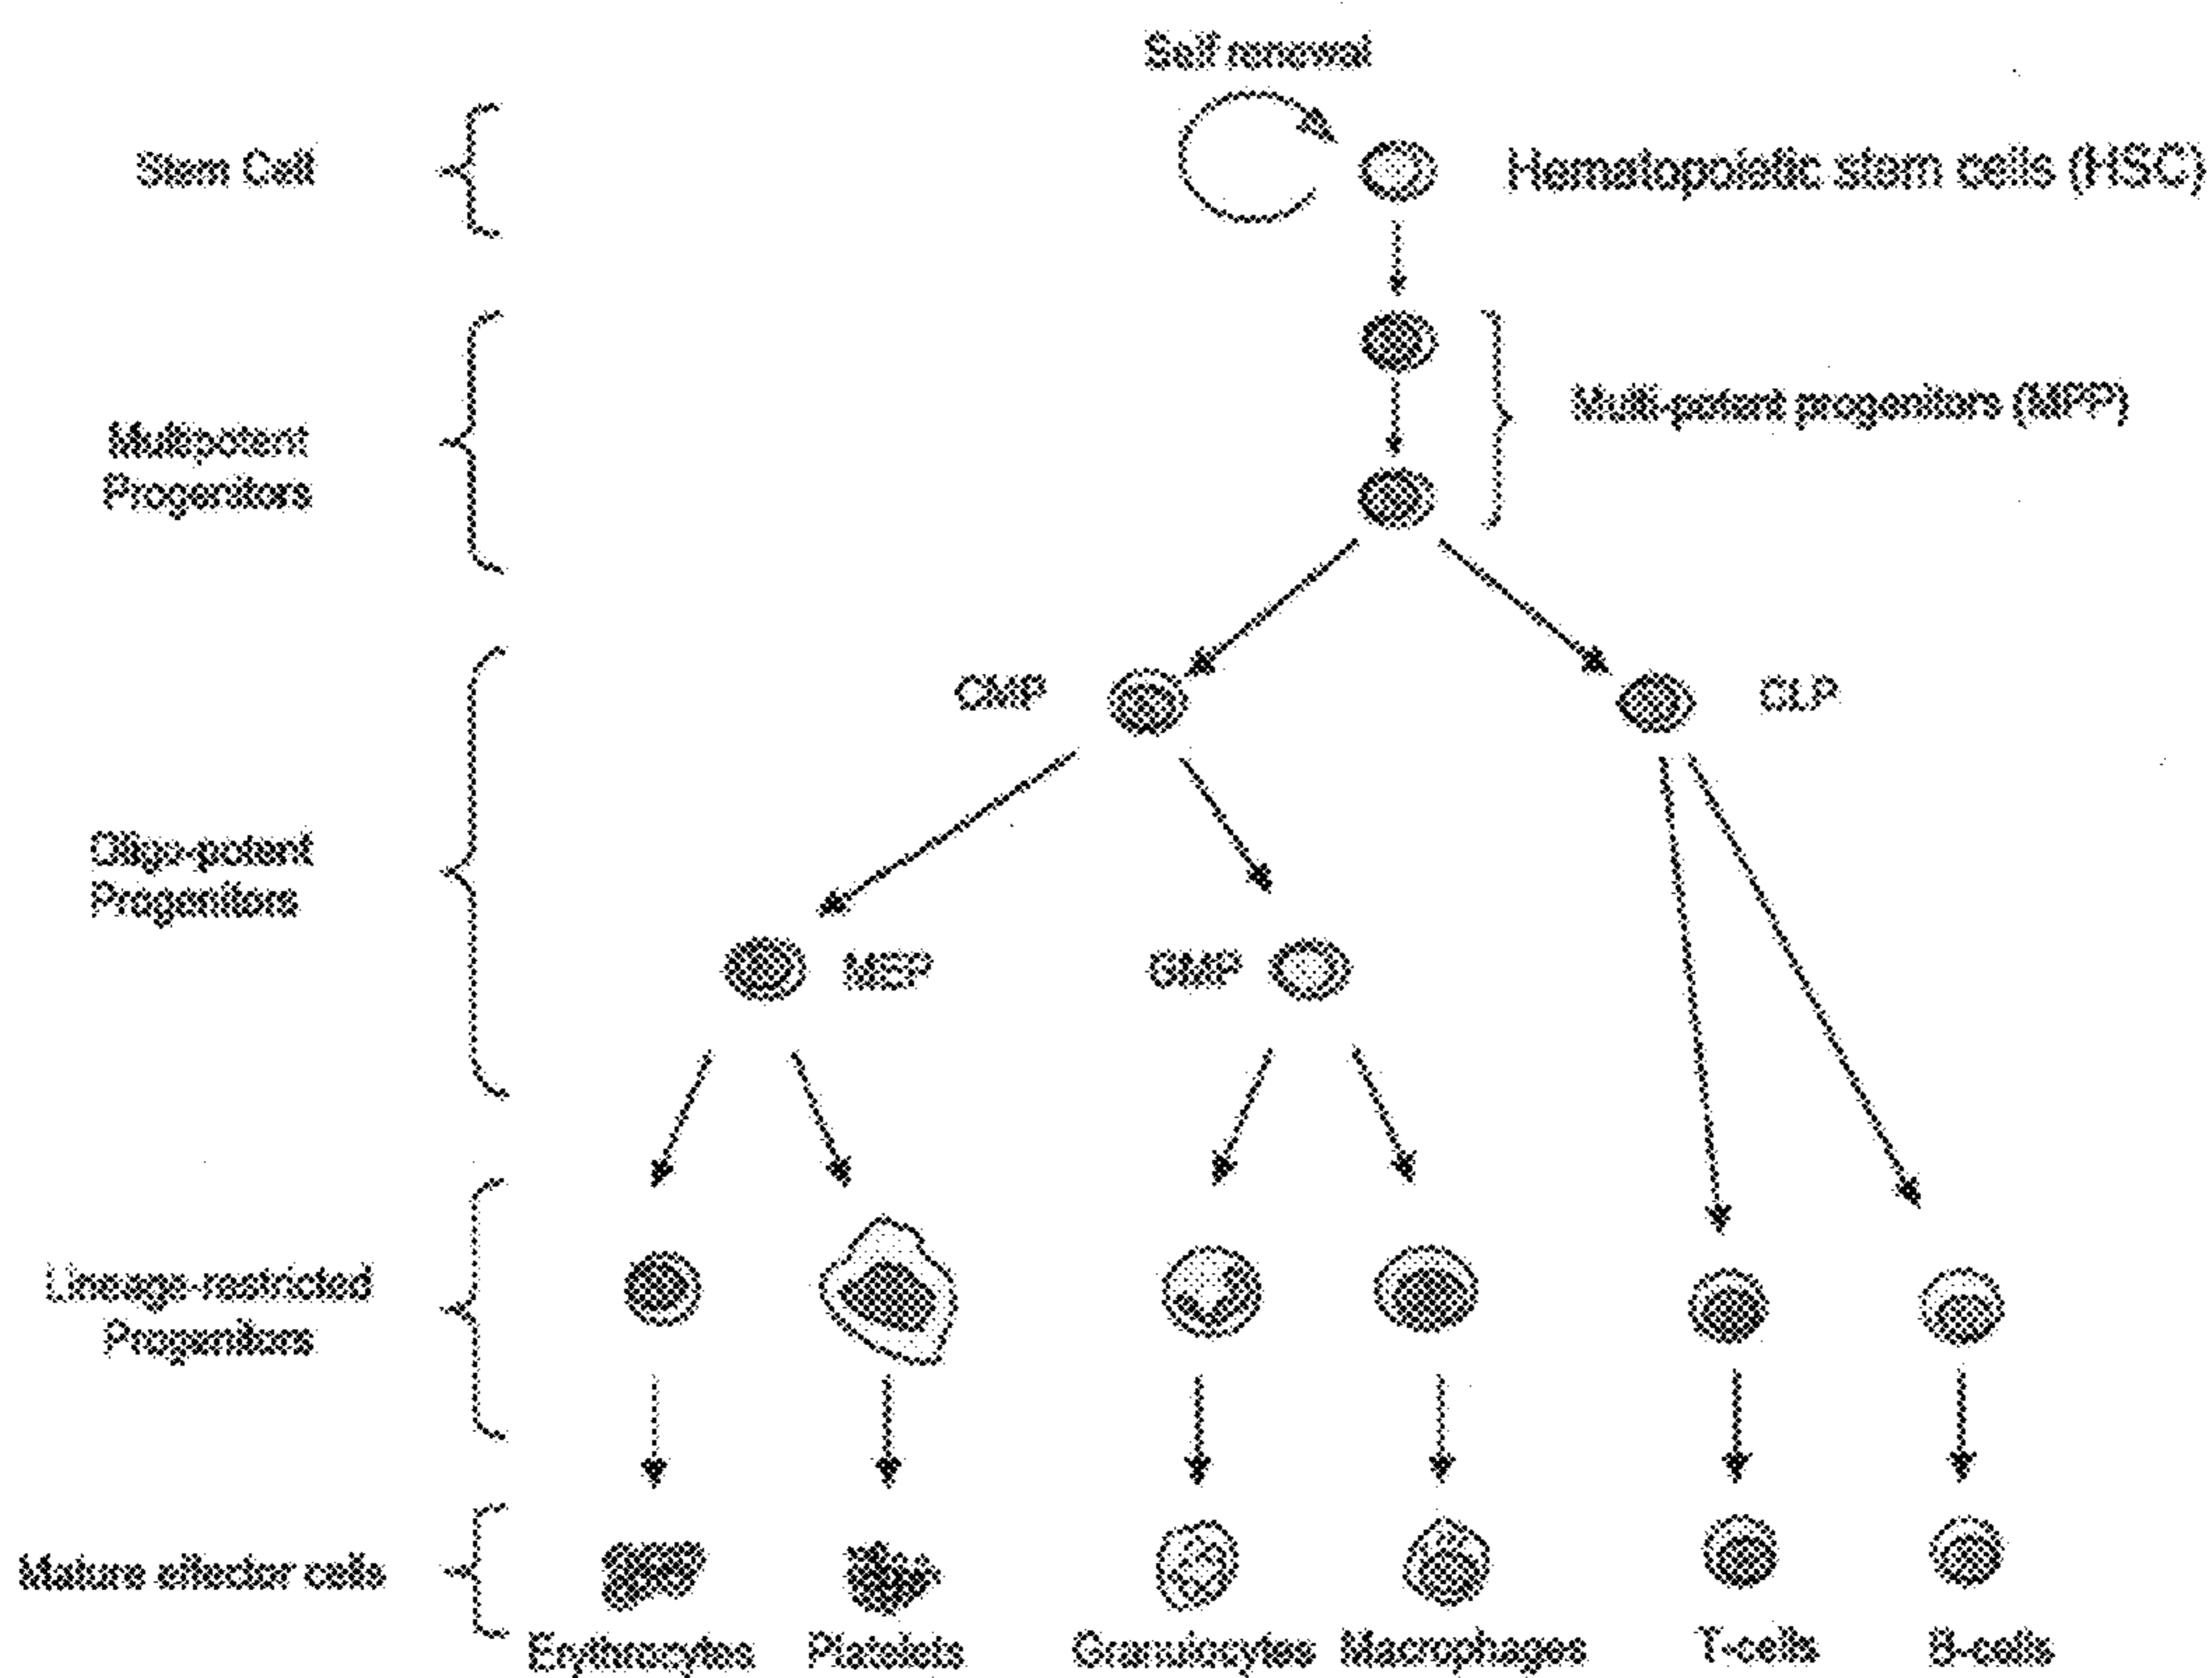 Self renewal
Stem Cell
Hematopoietic stem cells (HSC)
Multi-potent progenitors (MPP)
Multipotent
Progenitors
CMP
CLP
Oligo-potent
Progenitors
MEP
GMP
Lineage-restricted
Progenitors
Mature effector cells
Erythrocytes
Platelets
Granulocytes
Macrophages
T-cells
B-cells